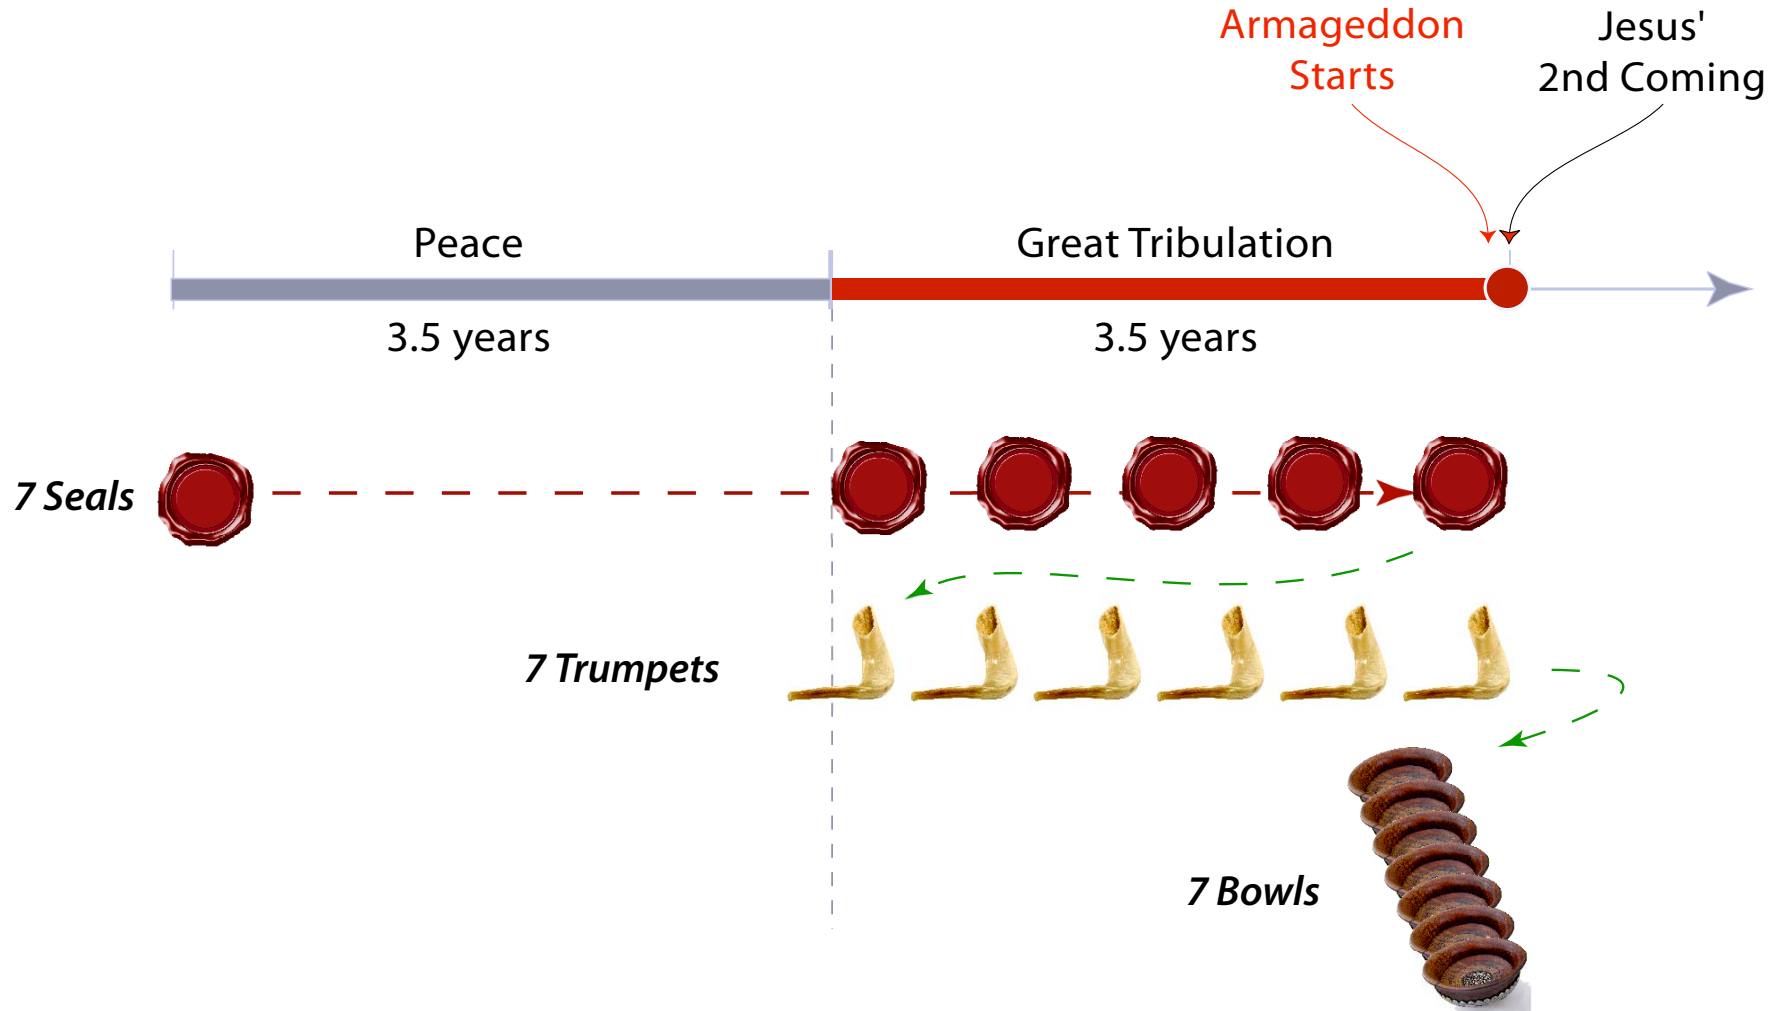 Armageddon
Starts
Jesus'
2nd Coming
Peace
Great Tribulation
3.5 years
3.5 years
7 Seals
7 Trumpets
7 Bowls